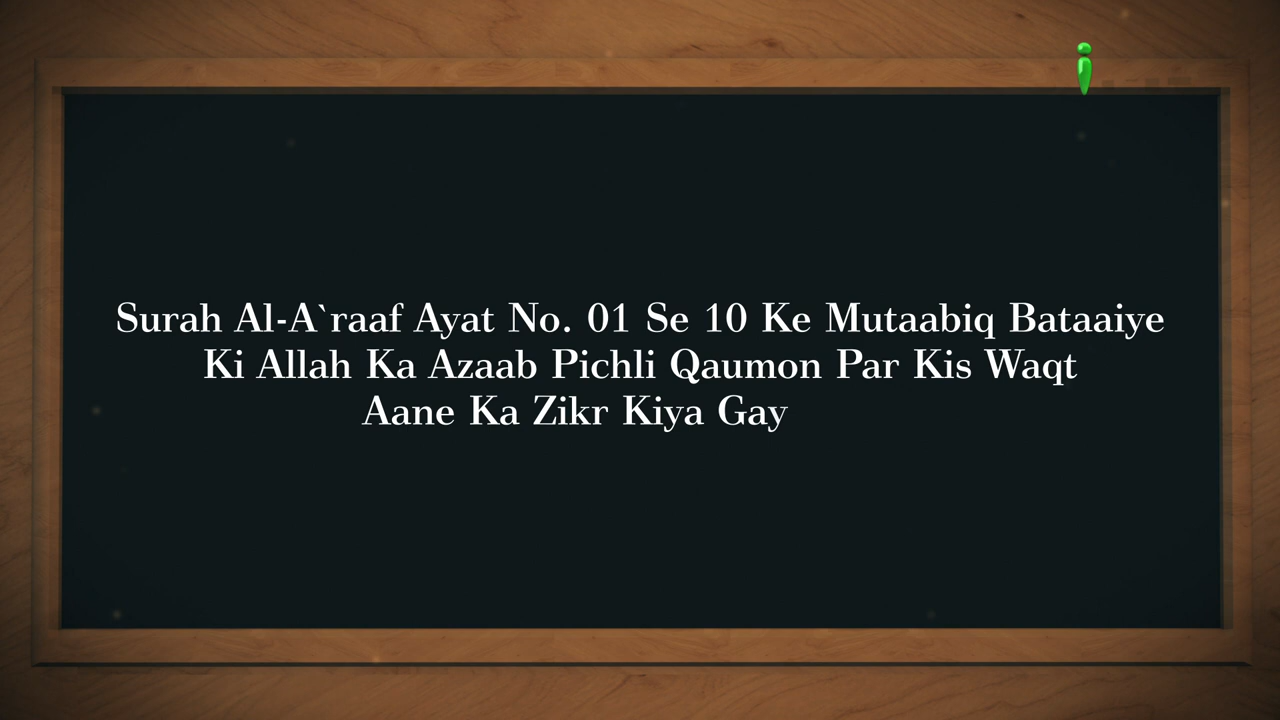 Surah Al-A`raaf Ayat No. 01 Se 10 Ke Mutaabiq Bataaiye
Ki Allah Ka Azaab Pichli Qaumon Par Kis Waqt
Aane Ka Zikr Kiya Gay